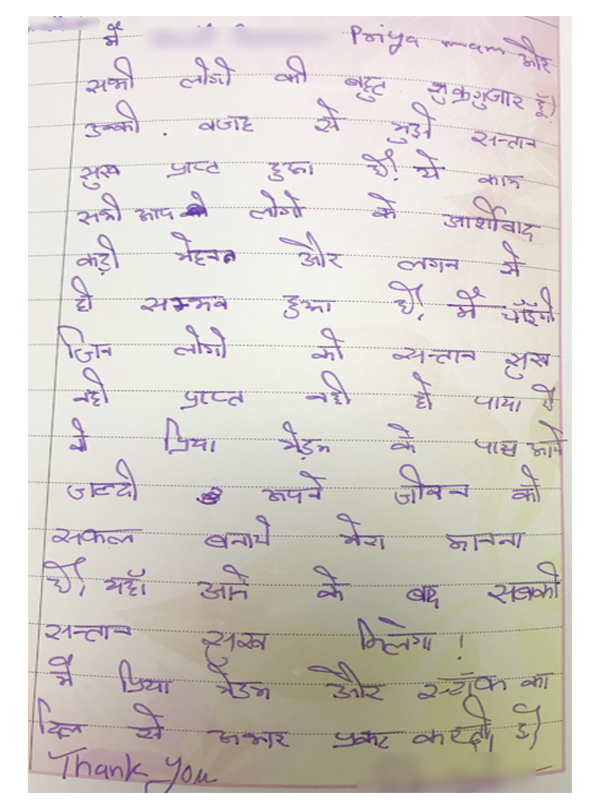 मै Priya mam और
सभी लोगो की बहुत शुक्रगुजार हूँ।
उनकी वजह से मुझे सन्तान
सुख प्राप्त हुआ है। ये काम
सभी आप लोगो के आर्शीवाद
कड़ी मेहनत और लगन से
ही सम्भव हुआ है, मैं चाँहूगी
जिन लोगो को सन्तान सुख
नही प्राप्त नही हो पाया है
वो प्रिया मैडम के पास आये
जल्दी अपने जीवन को
सफल बनाये मेरा मानना
है, यहाँ आने के बाद सबको
सन्तान सुख मिलेगा !
मै प्रिया मैडम और स्टॉफ का
दिल से आभार प्रकट करती हूँ।
Thank You